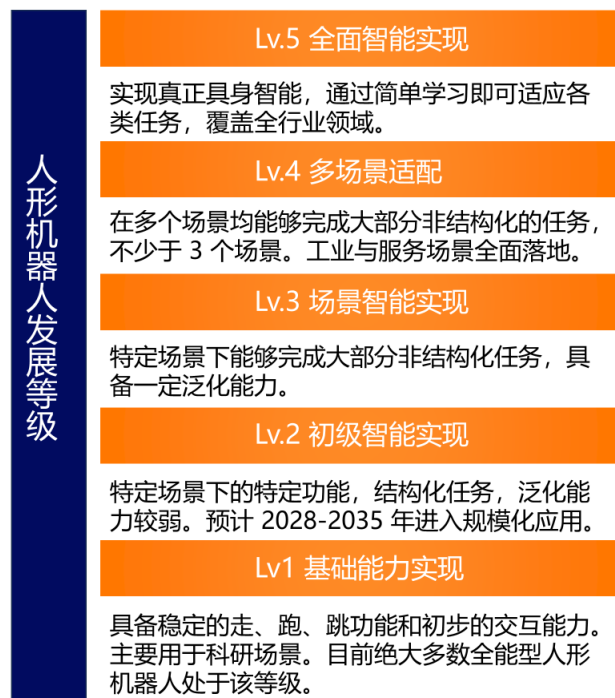 人形机器人发展等级
Lv.5 全面智能实现
实现真正具身智能，通过简单学习即可适应各
类任务，覆盖全行业领域。
Lv.4 多场景适配
在多个场景均能够完成大部分非结构化的任务，
不少于 3 个场景。工业与服务场景全面落地。
Lv.3 场景智能实现
特定场景下能够完成大部分非结构化任务，具
备一定泛化能力。
Lv.2 初级智能实现
特定场景下的特定功能，结构化任务，泛化能
力较弱。预计 2028-2035 年进入规模化应用。
Lv1 基础能力实现
具备稳定的走、跑、跳功能和初步的交互能力。
主要用于科研场景。目前绝大多数全能型人形
机器人处于该等级。